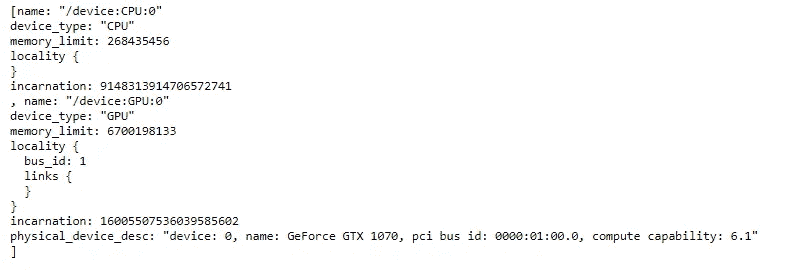 [name: "/device:CPU:0"
device_type: "CPU"
memory_limit: 268435456
locality {
}
incarnation: 9148313914706572741
, name: "/device:GPU:0"
device_type: "GPU"
memory_limit: 6700198133
locality {
  bus_id: 1
  links {
  }
}
incarnation: 16005507536039585602
physical_device_desc: "device: 0, name: GeForce GTX 1070, pci bus id: 0000:01:00.0, compute capability: 6.1"
]